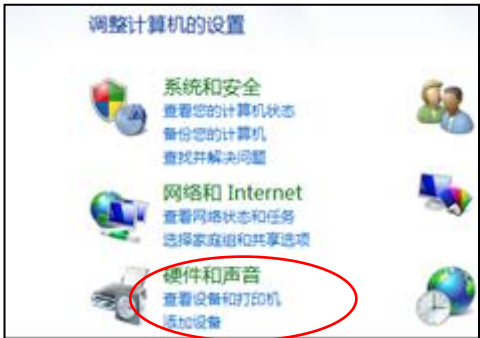 调整计算机的设置
系统和安全
查看您的计算机状态
备份您的计算机
查找并解决问题
网络和 Internet
查看网络状态和任务
选择家庭组和共享选项
硬件和声音
查看设备和打印机
添加设备